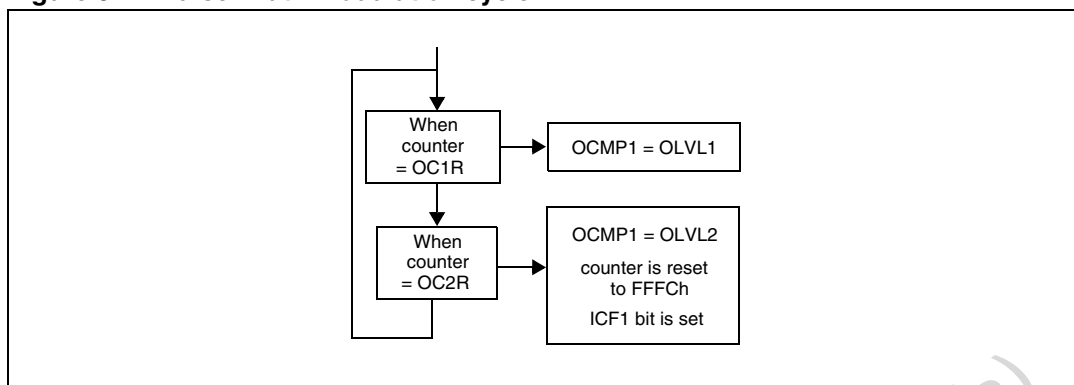 When
counter
= OC1R
OCMP1 = OLVL1
When
counter
= OC2R
OCMP1 = OLVL2
counter is reset
to FFFCh
ICF1 bit is set